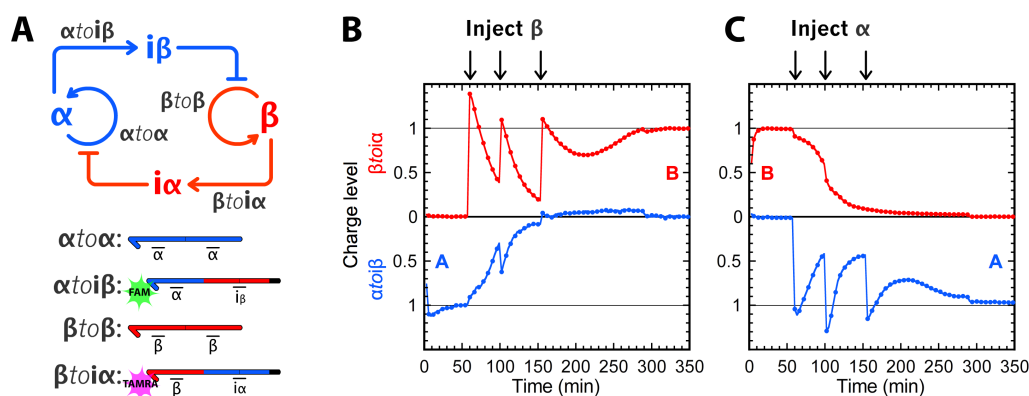 A
αtoiβ
iβ
βtoβ
α
β
αtoα
iα
βtoiα
αtoα:
α α
αtoiβ:
FAM
α iβ
βtoβ:
β β
βtoiα:
TAMRA
β iα
B
Inject β
Charge level
βtoiα
αtoiβ
1
0.5
0
0.5
1
B
A
0 50 100 150 200 250 300 350
Time (min)
C
Inject α
1
0.5
0
0.5
1
B
A
0 50 100 150 200 250 300 350
Time (min)